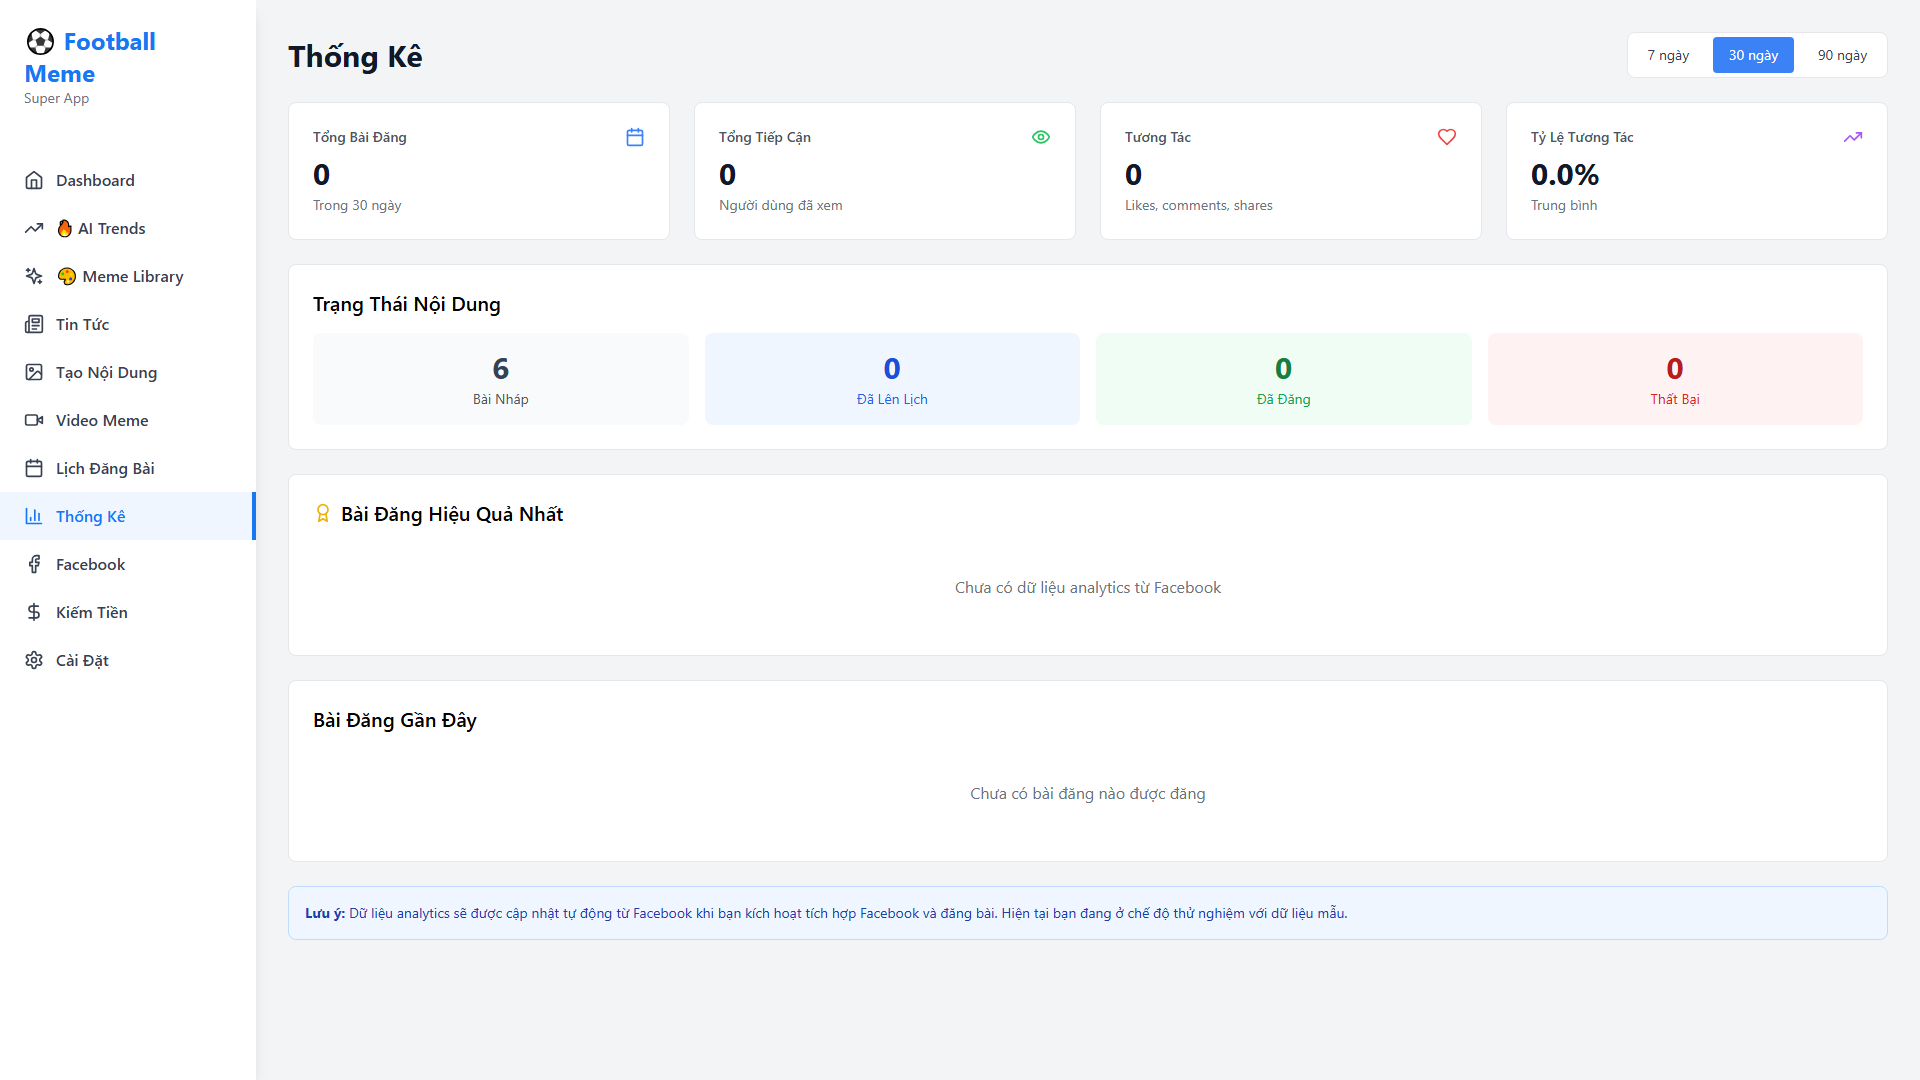 ⚽ Football
Meme
Super App
Dashboard
🔥 AI Trends
🎨 Meme Library
Tin Tức
Tạo Nội Dung
Video Meme
Lịch Đăng Bài
Thống Kê
Facebook
Kiếm Tiền
Cài Đặt
Thống Kê
7 ngày 30 ngày 90 ngày
Tổng Bài Đăng
0
Trong 30 ngày
Tổng Tiếp Cận
0
Người dùng đã xem
Tương Tác
0
Likes, comments, shares
Tỷ Lệ Tương Tác
0.0%
Trung bình
Trạng Thái Nội Dung
6
Bài Nháp
0
Đã Lên Lịch
0
Đã Đăng
0
Thất Bại
Bài Đăng Hiệu Quả Nhất
Chưa có dữ liệu analytics từ Facebook
Bài Đăng Gần Đây
Chưa có bài đăng nào được đăng
Lưu ý: Dữ liệu analytics sẽ được cập nhật tự động từ Facebook khi bạn kích hoạt tích hợp Facebook và đăng bài. Hiện tại bạn đang ở chế độ thử nghiệm với dữ liệu mẫu.